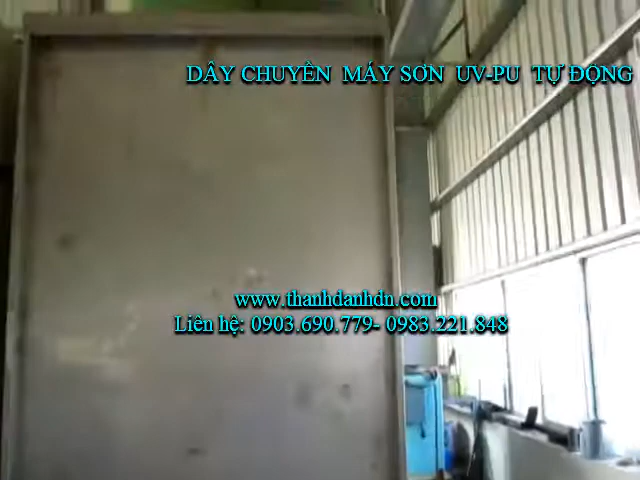 DÂY CHUYỀN MÁY SƠN UV-PU TỰ ĐỘNG
www.thanhdanhdn.com
Liên hệ: 0903.690.779- 0983.221.848